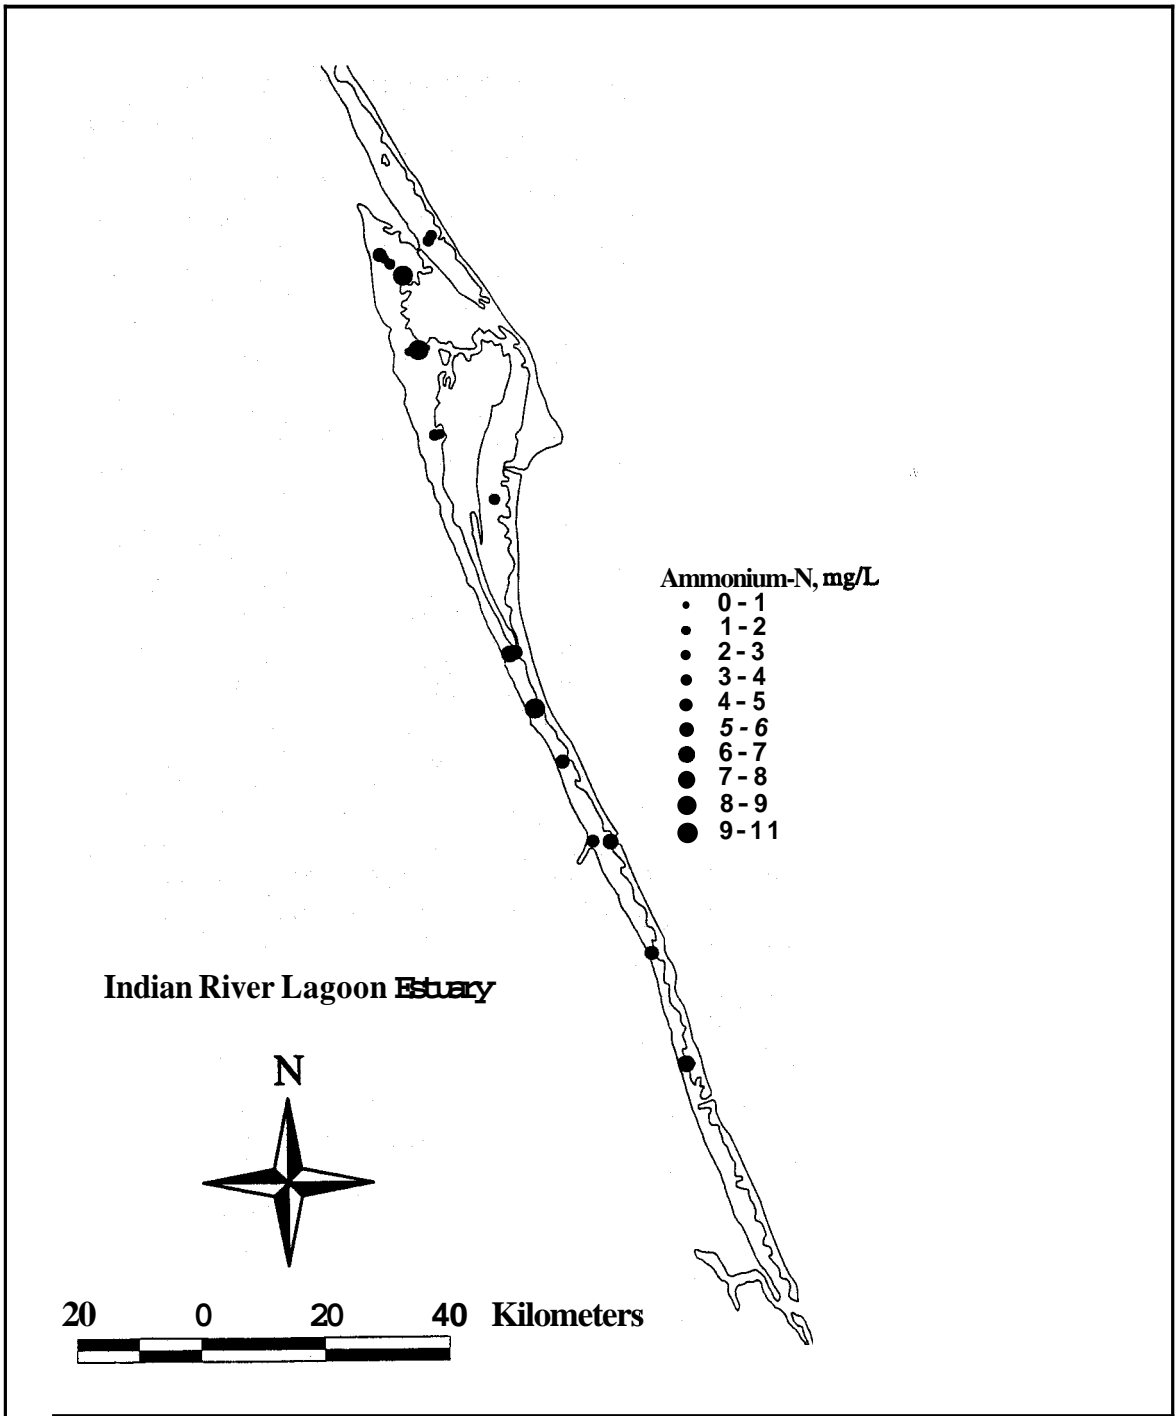 Ammonium-N, mg/L
0 - 1
1 - 2
2 - 3
3 - 4
4 - 5
5 - 6
6 - 7
7 - 8
8 - 9
9 - 11
Indian River Lagoon Estuary
N
20 0 20 40 Kilometers